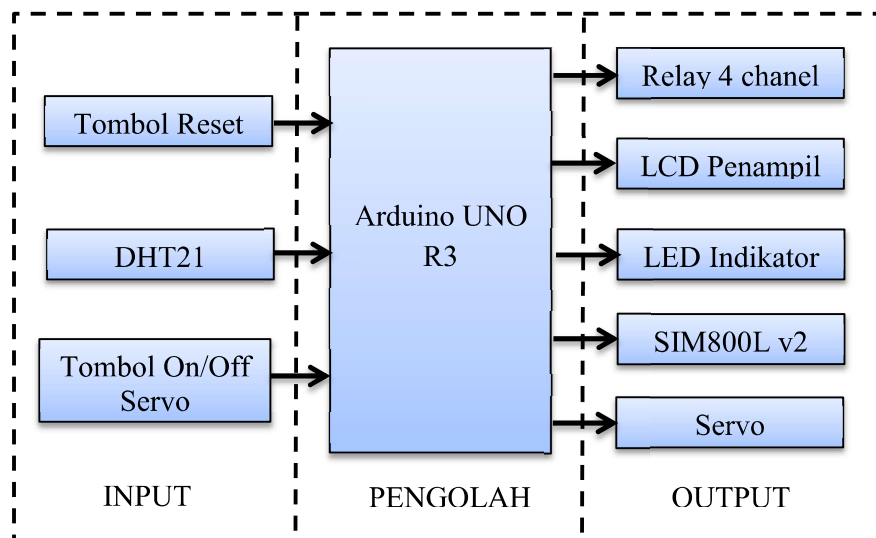 Tombol Reset
DHT21
Tombol On/Off
Servo
INPUT
Arduino UNO
R3
PENGOLAH
Relay 4 chanel
LCD Penampil
LED Indikator
SIM800L v2
Servo
OUTPUT